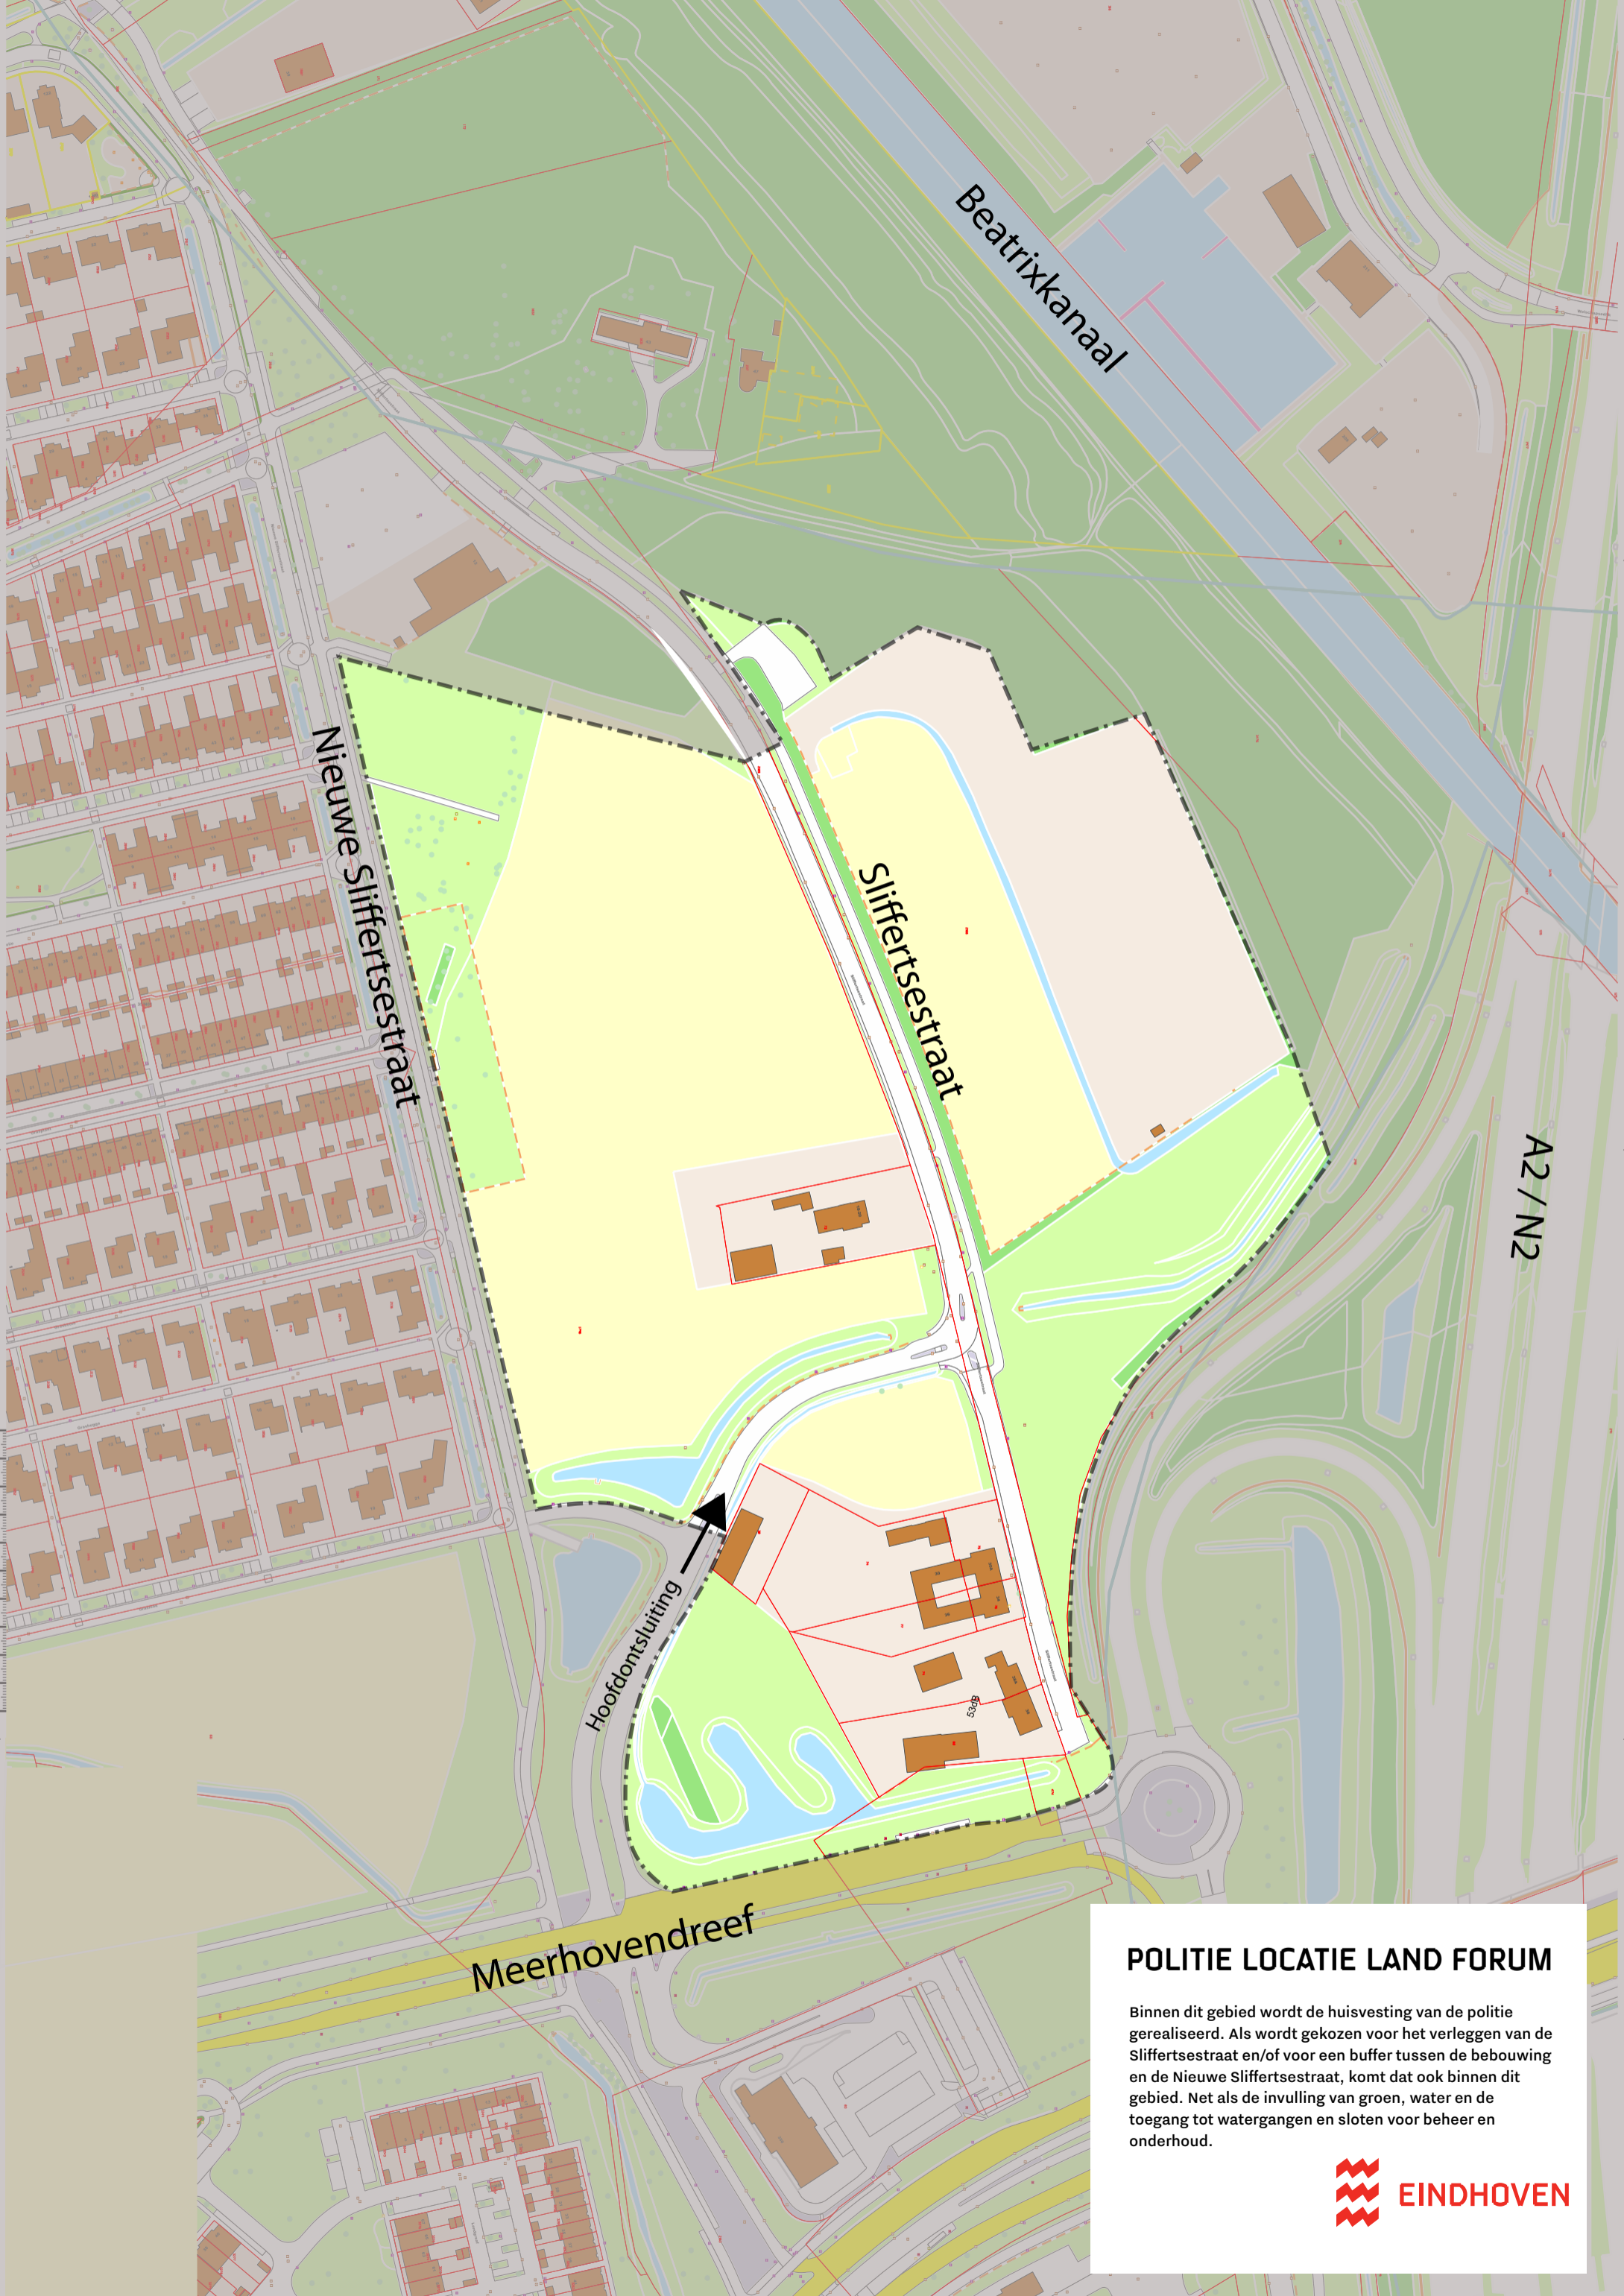 Beatrixkanaal
Nieuwe Sliffertsestraat
Sliffertsestraat
A2 / N2
Hoofdontsluiting
53dB
Meerhovendreef
POLITIE LOCATIE LAND FORUM
Binnen dit gebied wordt de huisvesting van de politie
gerealiseerd. Als wordt gekozen voor het verleggen van de
Sliffertsestraat en/of voor een buffer tussen de bebouwing
en de Nieuwe Sliffertsestraat, komt dat ook binnen dit
gebied. Net als de invulling van groen, water en de
toegang tot watergangen en sloten voor beheer en
onderhoud.
EINDHOVEN